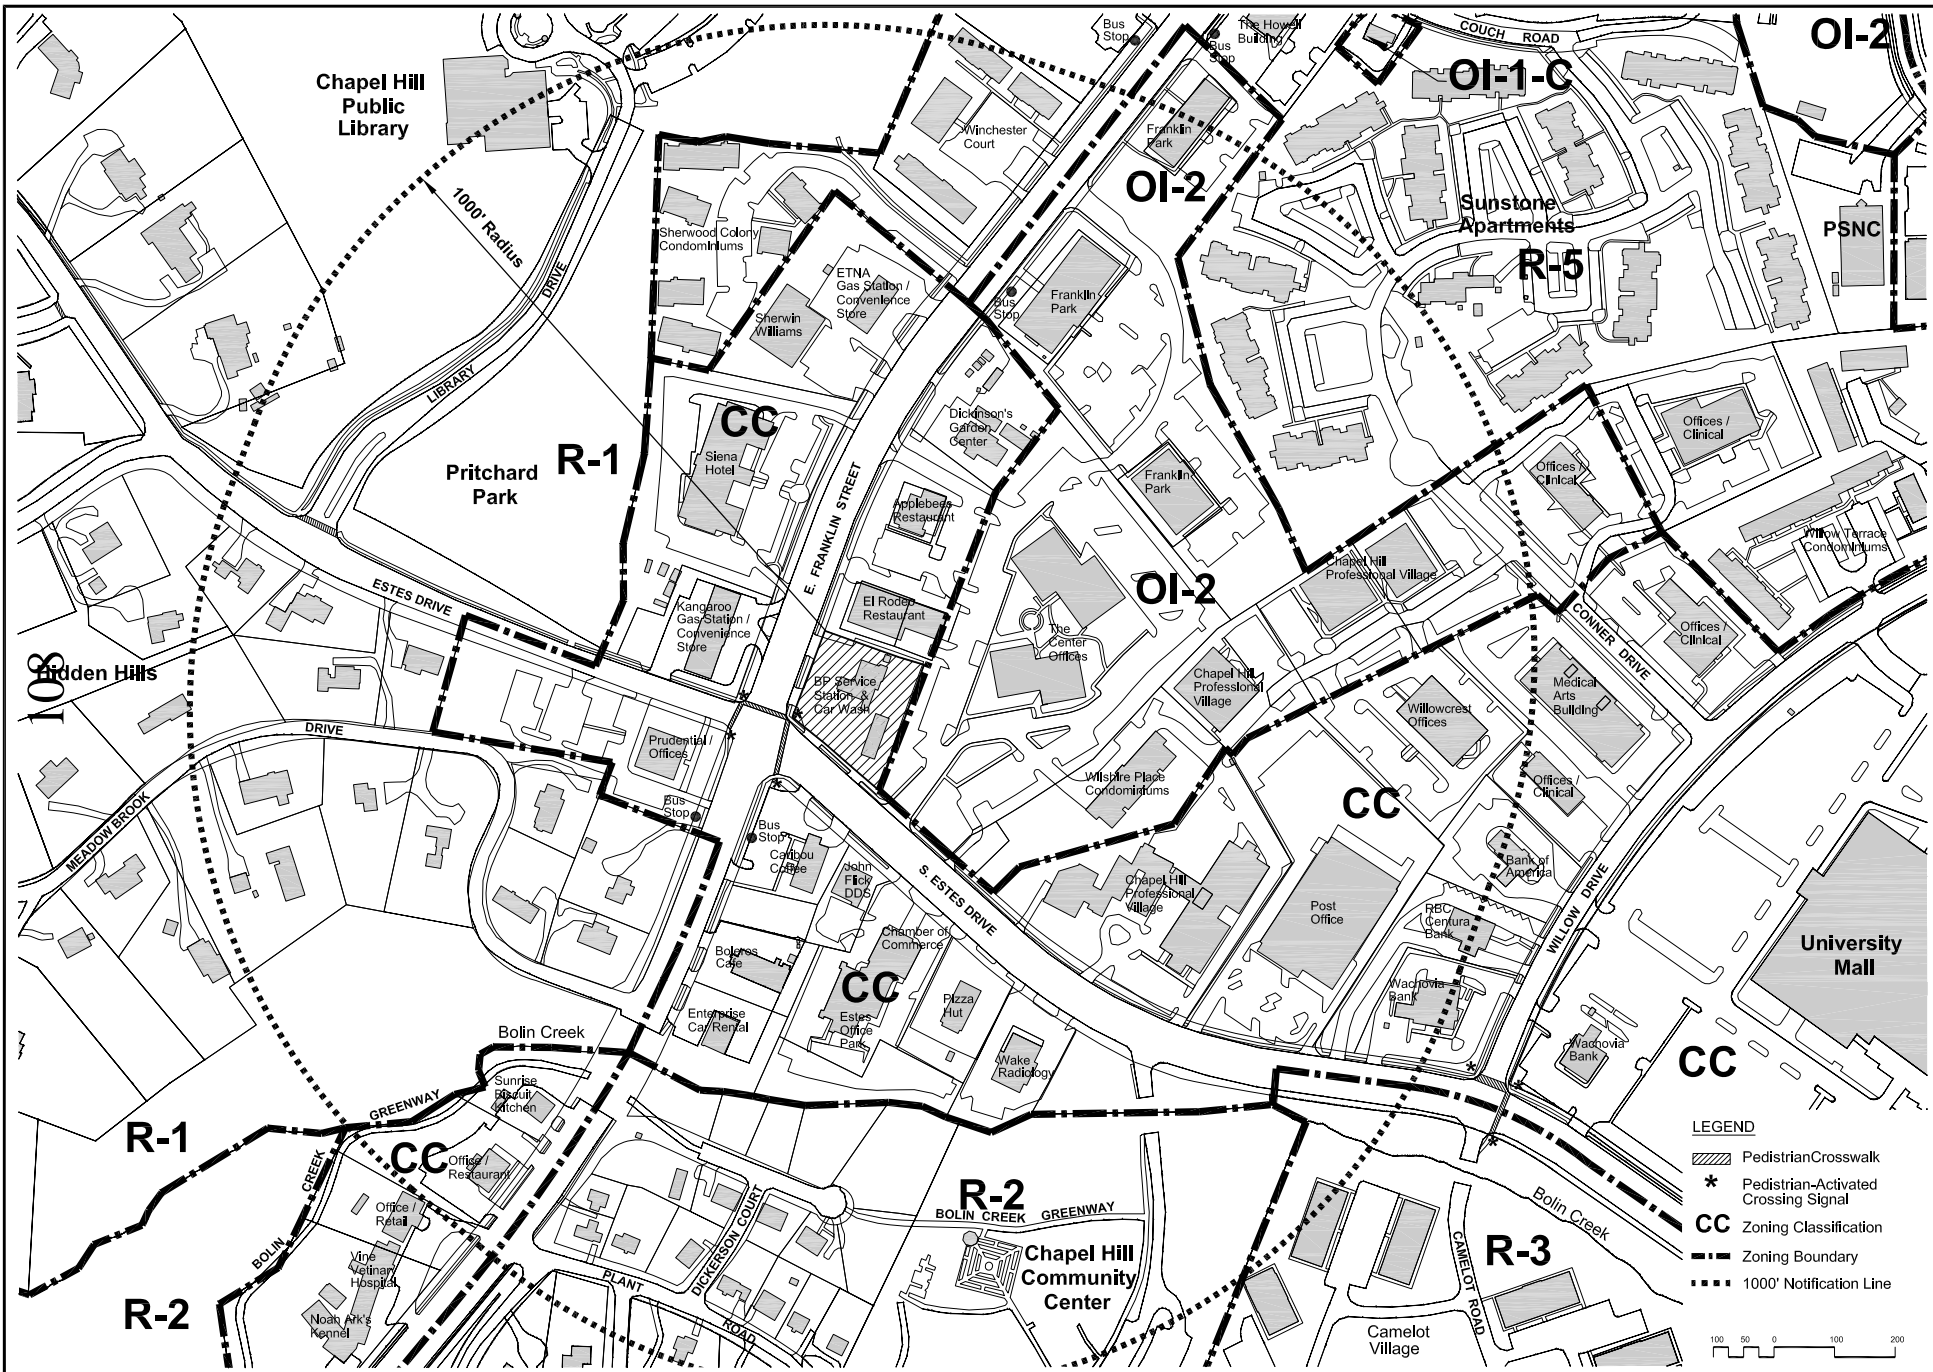 Chapel Hill
Public
Library
1000' Radius
LIBRARY
DRIVE
Pritchard
Park
R-1
ESTES DRIVE
Hidden Hills
108
MEADOW BROOK
DRIVE
Winchester
Court
Sherwood Colony
Condominiums
ETNA
Gas Station /
Convenience
Store
Sherwin
Williams
CC
Siena
Hotel
Kangaroo
Gas Station /
Convenience
Store
E. FRANKLIN STREET
Bus
Stop
Bus
Stop
The Howell
Building
Franklin
Park
OI-2
Bus
Stop
Franklin
Park
Dickinson's
Garden
Center
Applebees
Restaurant
El Rodeo
Restaurant
BP Service
Station &
Car Wash
Franklin
Park
OI-2
The
Center
Offices
COUCH ROAD
OI-1-C
OI-2
Sunstone
Apartments
R-5
PSNC
Offices /
Clinical
Offices /
Clinical
Willow Terrace
Condominiums
Chapel Hill
Professional Village
CONNER DRIVE
Offices /
Clinical
Chapel Hill
Professional
Village
Willowcrest
Offices
Medical
Arts
Building
Wilshire Place
Condominiums
CC
Offices /
Clinical
Prudential /
Offices
Bus
Stop
Bus
Stop
Caribou
Coffee
John
Flick
DDS
S. ESTES DRIVE
Chapel Hill
Professional
Village
Post
Office
Bank of
America
RBC
Centura
Bank
WILLOW DRIVE
University
Mall
Boleros
Cafe
Chamber of
Commerce
CC
Enterprise
Car Rental
Estes
Office
Park
Pizza
Hut
Wake
Radiology
Wachovia
Bank
Wachovia
Bank
CC
Bolin Creek
Sunrise
Biscuit
Kitchen
GREENWAY
R-1
CC
Office /
Restaurant
CREEK
BOLIN
Office /
Retail
Vine
Vetinary
Hospital
R-2
Noah Ark's
Kennel
PLANT
ROAD
DICKERSON COURT
R-2
BOLIN CREEK GREENWAY
Chapel Hill
Community
Center
R-3
Bolin Creek
CAMELOT ROAD
Camelot
Village
LEGEND
PedistrianCrosswalk
* Pedistrian-Activated
Crossing Signal
CC Zoning Classification
Zoning Boundary
1000' Notification Line
100 50 0 100 200